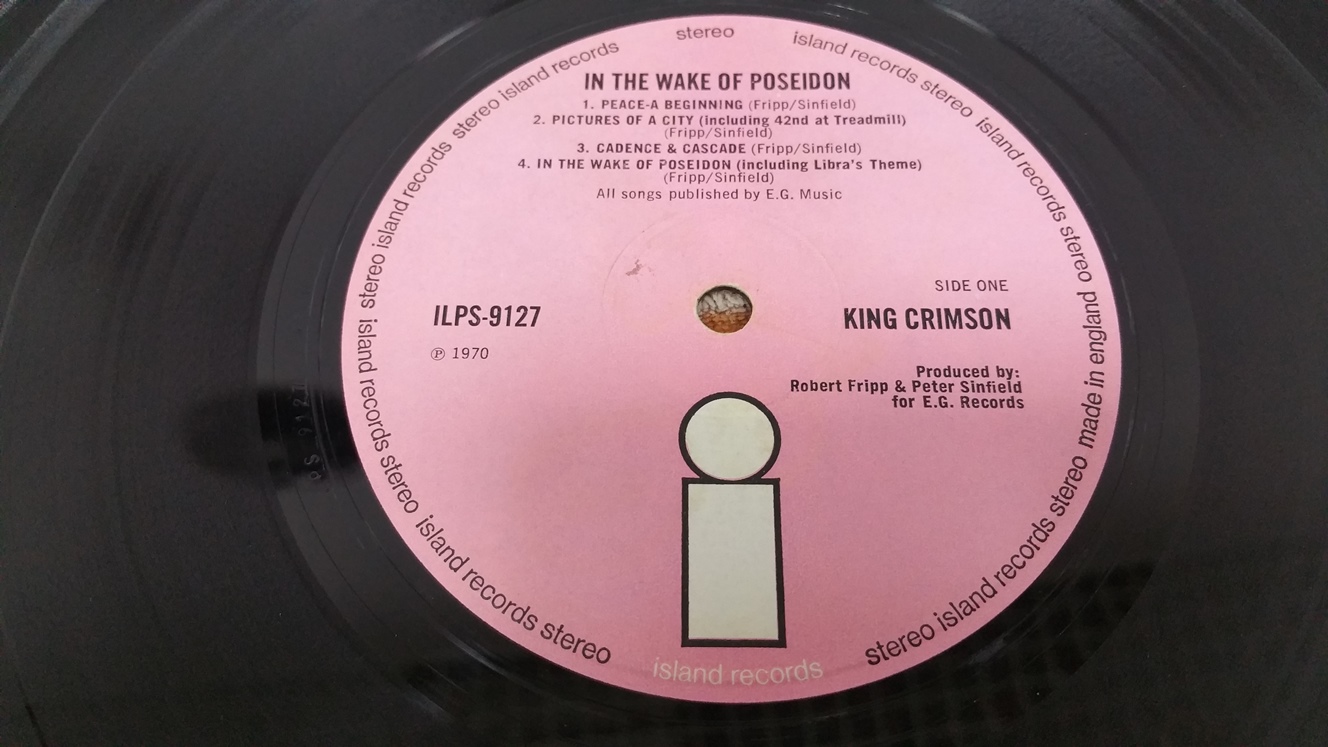 stereo island records stereo island records stereo island records stereo made in england stereo island records stereo
island records
stereo island records stereo island records stereo island records stereo island records
IN THE WAKE OF POSEIDON
1. PEACE-A BEGINNING (Fripp/Sinfield)
2. PICTURES OF A CITY (including 42nd at Treadmill)
(Fripp/Sinfield)
3. CADENCE & CASCADE (Fripp/Sinfield)
4. IN THE WAKE OF POSEIDON (including Libra's Theme)
(Fripp/Sinfield)
All songs published by E.G. Music
SIDE ONE
ILPS-9127
KING CRIMSON
℗ 1970
Produced by:
Robert Fripp & Peter Sinfield
for E.G. Records